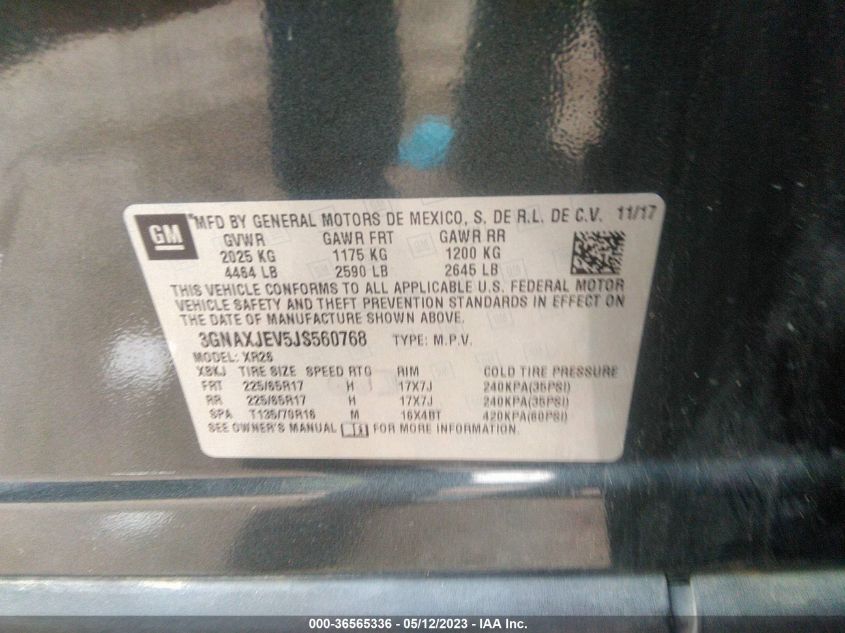 GM
MFD BY GENERAL MOTORS DE MEXICO, S. DE R.L. DE C.V. 11/17
GVWR GAWR FRT GAWR RR
2025 KG 1175 KG 1200 KG
4464 LB 2590 LB 2645 LB
THIS VEHICLE CONFORMS TO ALL APPLICABLE U.S. FEDERAL MOTOR
VEHICLE SAFETY AND THEFT PREVENTION STANDARDS IN EFFECT ON
THE DATE OF MANUFACTURE SHOWN ABOVE.
3GNAXJEV5JS560768 TYPE: M.P.V.
MODEL: XR26
XBKJ TIRE SIZE SPEED RTG RIM COLD TIRE PRESSURE
FRT 225/65R17 H 17X7J 240KPA(35PSI)
RR 225/65R17 H 17X7J 240KPA(35PSI)
SPA T135/70R16 M 16X4BT 420KPA(60PSI)
SEE OWNER'S MANUAL FOR MORE INFORMATION.
000-36565336 - 05/12/2023 - IAA Inc.